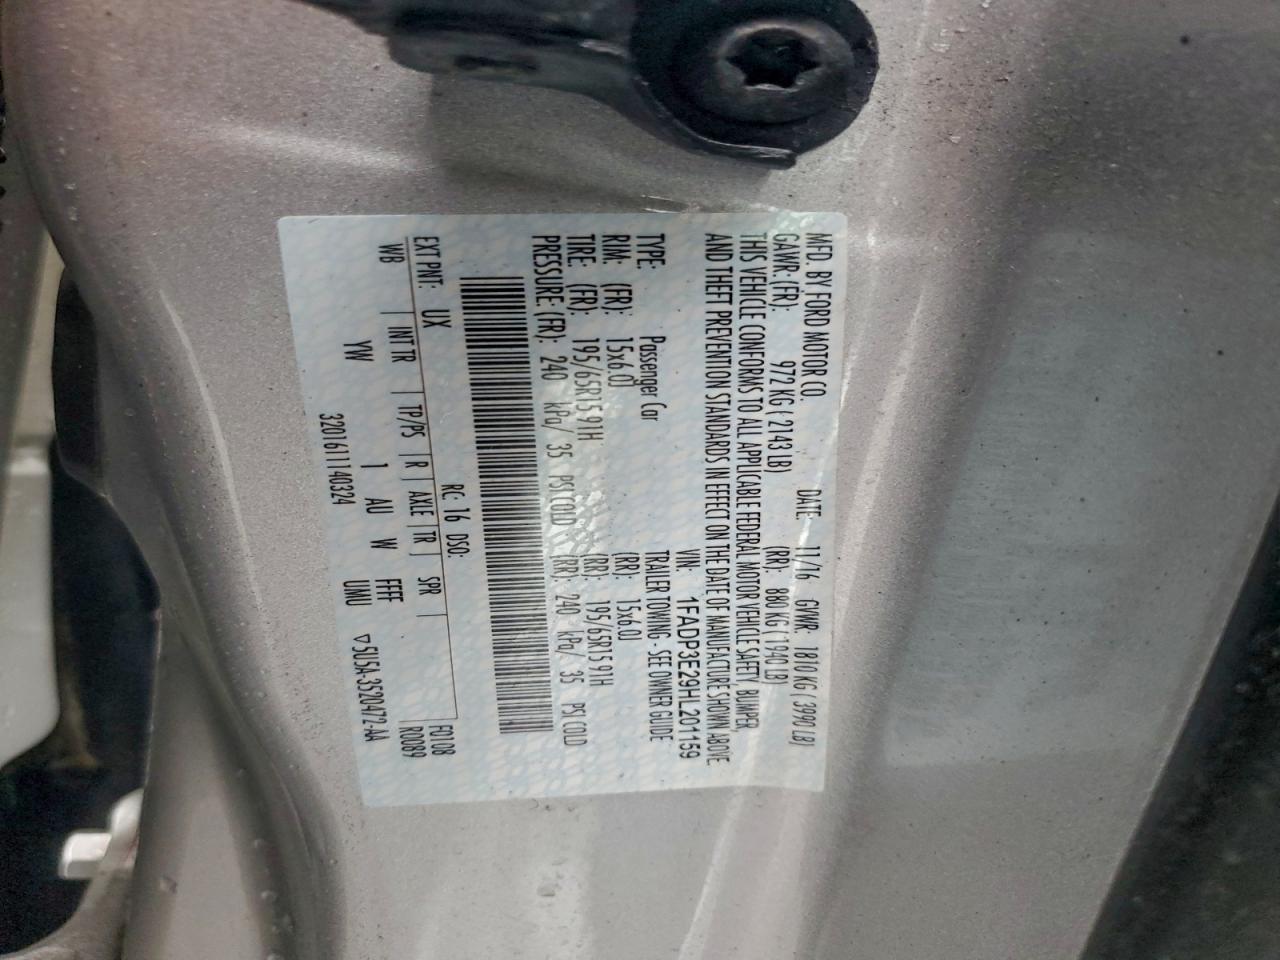 MFD. BY FORD MOTOR CO. DATE: 11/16 GVWR: 1810 KG ( 3990 LB)
GAWR: (FR): 972 KG ( 2143 LB) (RR): 880 KG ( 1940 LB)
THIS VEHICLE CONFORMS TO ALL APPLICABLE FEDERAL MOTOR VEHICLE SAFETY, BUMPER,
AND THEFT PREVENTION STANDARDS IN EFFECT ON THE DATE OF MANUFACTURE SHOWN ABOVE
VIN: 1FADP3E29HL201159
TYPE: Passenger Car TRAILER TOWING - SEE OWNER GUIDE
RIM: (FR): 15x6.0J (RR): 15x6.0J
TIRE: (FR): 195/65R15 91H (RR): 195/65R15 91H
PRESSURE: (FR): 240 kPa/ 35 PSI COLD (RR): 240 kPa/ 35 PSI COLD
EXT PNT: UX RC: 16 DSO: F0108
WB INT TR TP/PS R AXLE TR SPR R0089
YW 1 AU W FFFF
320161140324 UMU ▽5U5A-3520472-AA